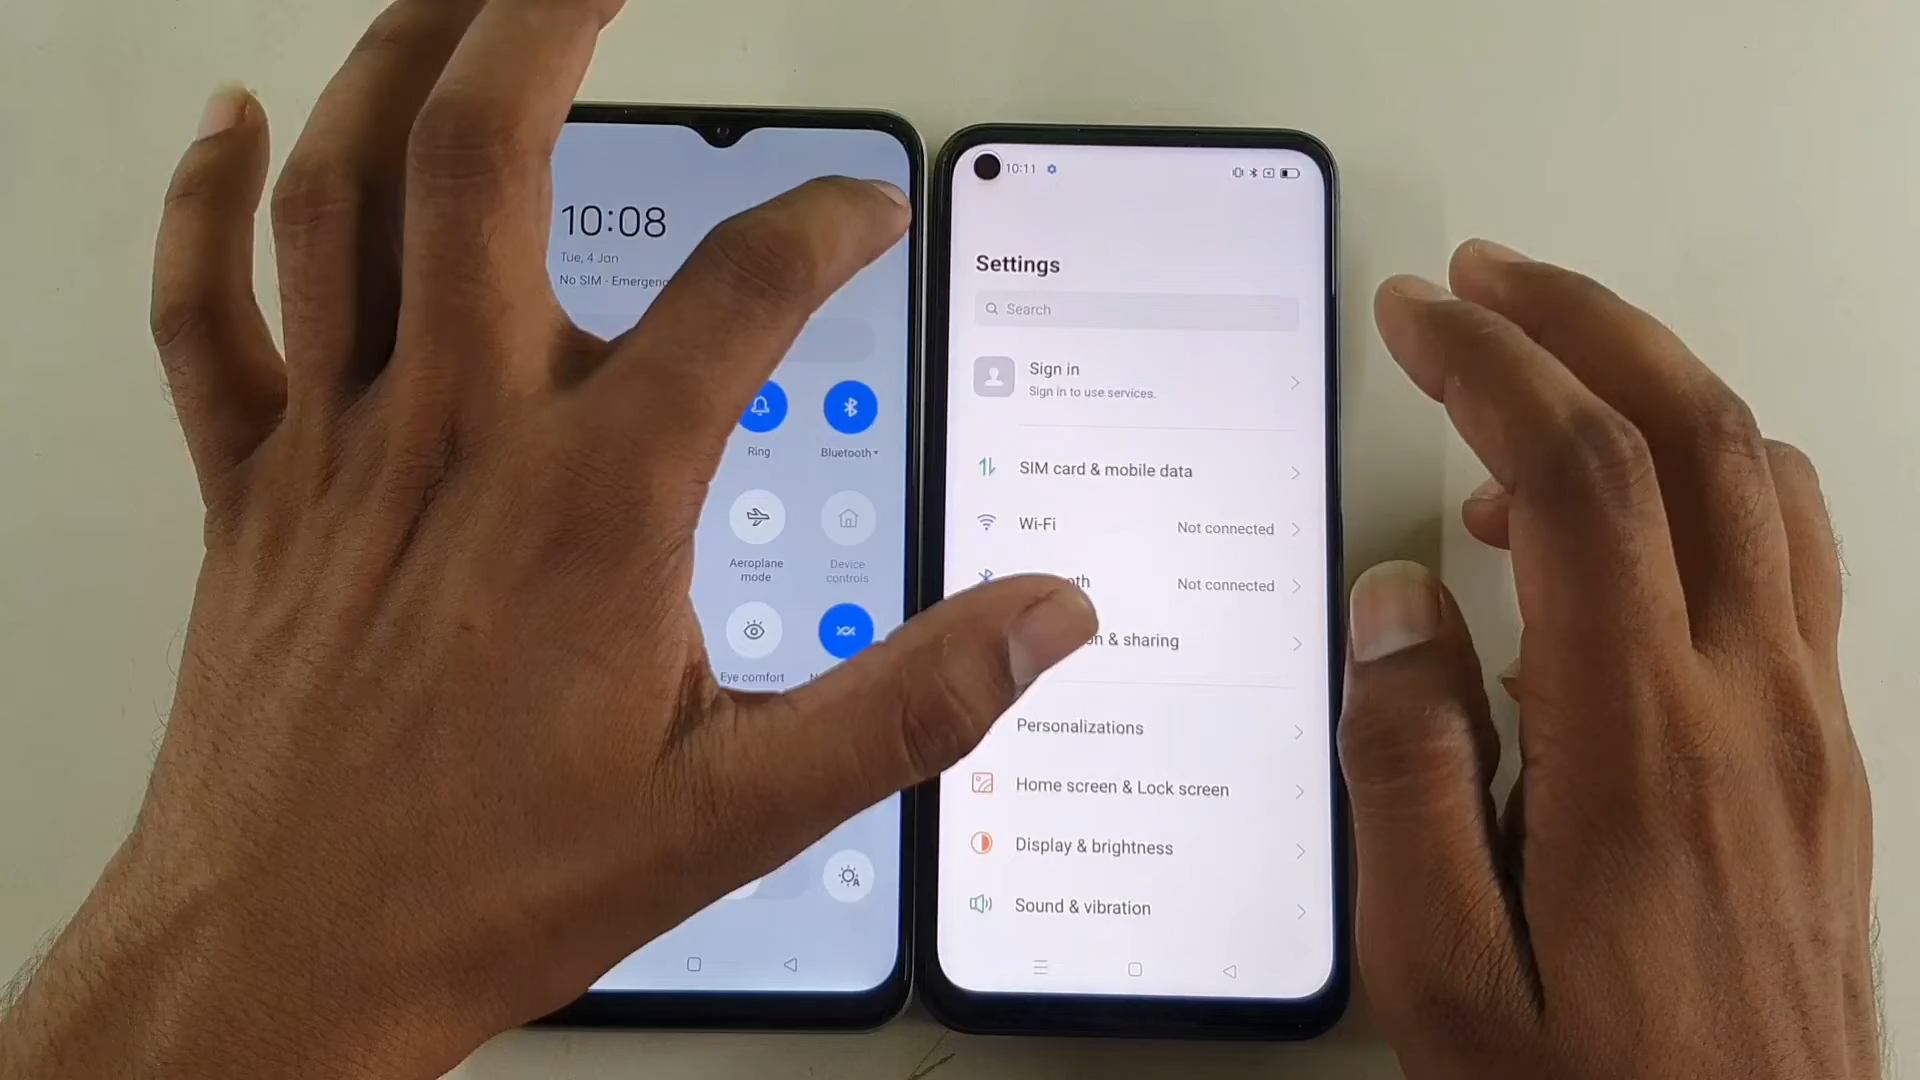 10:08
Tue, 4 Jan
No SIM - Emergenc
Ring
Bluetooth
Aeroplane
mode
Device
controls
Eye comfort
10:11
Settings
Search
Sign in
Sign in to use services.
SIM card & mobile data
Wi-Fi
Not connected
th
Not connected
n & sharing
Personalizations
Home screen & Lock screen
Display & brightness
Sound & vibration